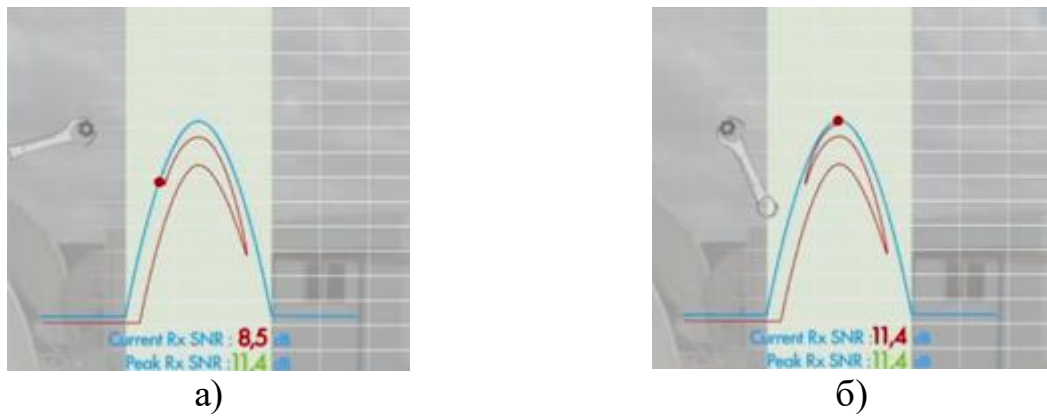 Current Rx SNR : 8,5 dB
Peak Rx SNR : 11,4 dB
Current Rx SNR : 11,4 dB
Peak Rx SNR : 11,4 dB
а)
б)